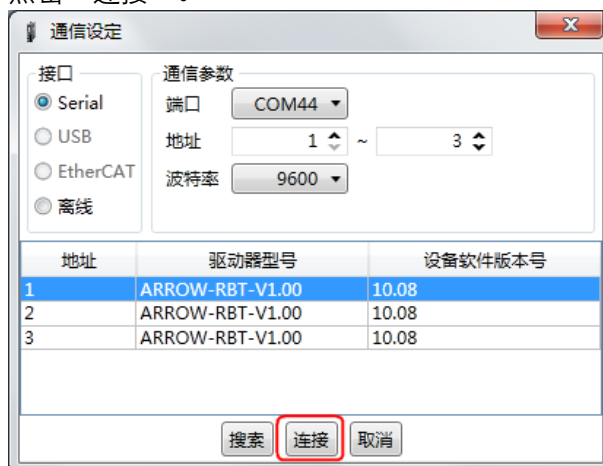 通信设定
接口
通信参数
Serial
端口 COM44
USB
地址 1 ~ 3
EtherCAT
波特率 9600
离线
地址 驱动器型号 设备软件版本号
1 ARROW-RBT-V1.00 10.08
2 ARROW-RBT-V1.00 10.08
3 ARROW-RBT-V1.00 10.08
搜索 连接 取消